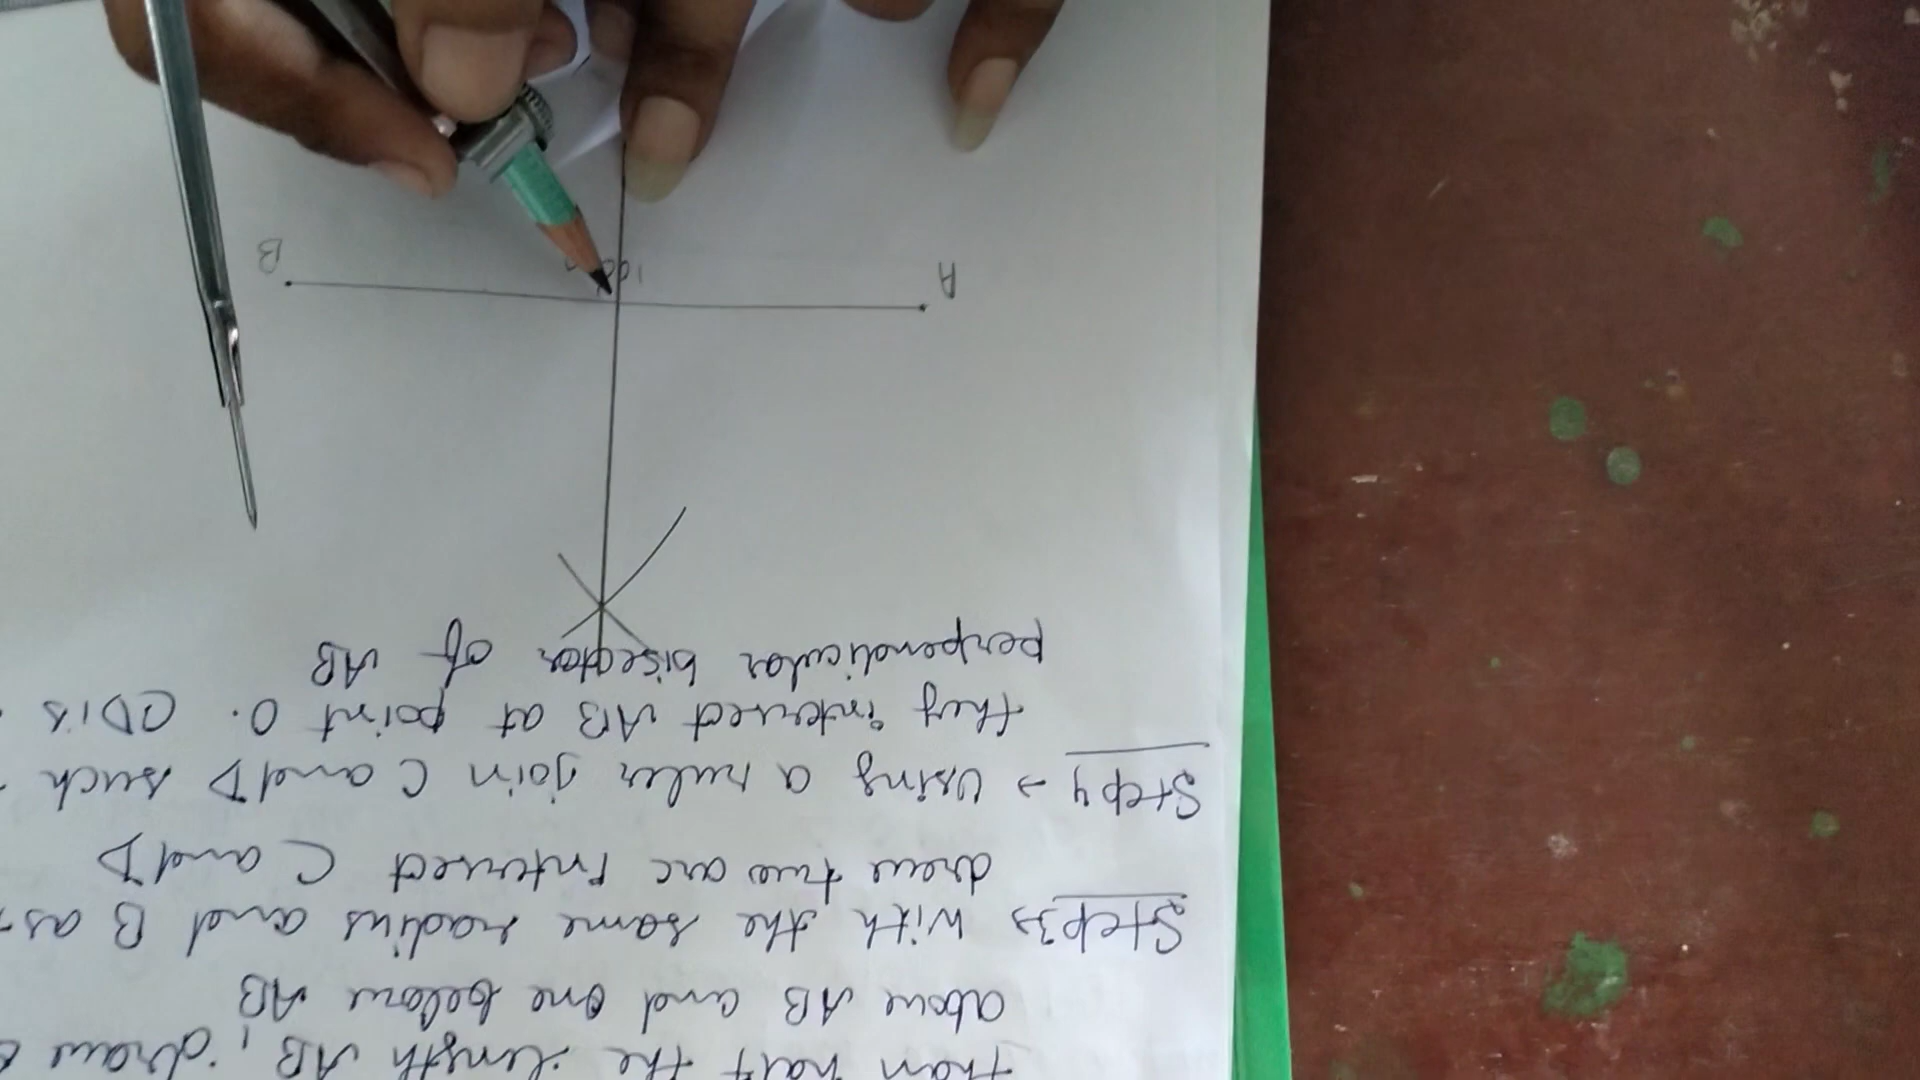 than half the length AB, draw
above AB and one below AB
Step3→ With the same radius and B as
draw two arc Intersect C and D
Step4 → Using a ruler join C and D such
they intersect AB at point O. CD is
perpendicular bisector of AB
A
B